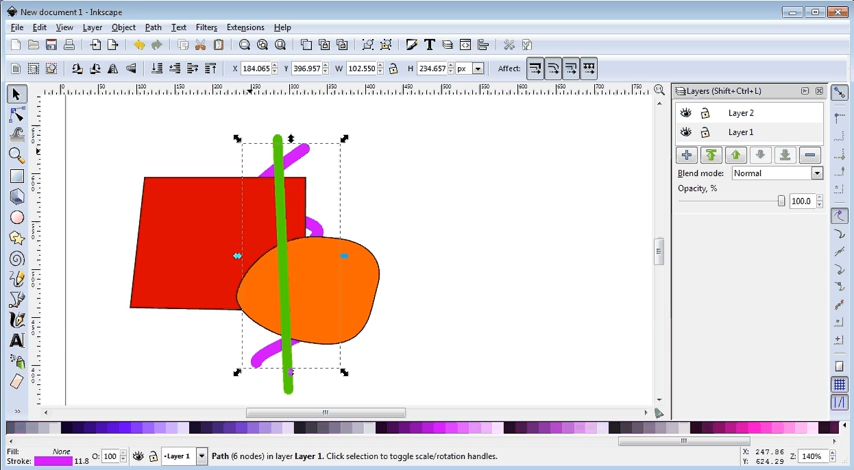 New document 1 - Inkscape
File Edit View Layer Object Path Text Filters Extensions Help
X 184.065 Y 396.957 W 102.550 H 234.657 px Affect:
Layers (Shift+Ctrl+L)
Layer 2
Layer 1
Blend mode: Normal
Opacity, % 100.0
Fill: None
Stroke: 11.8 O: 100 •Layer 1 Path (6 nodes) in layer Layer 1. Click selection to toggle scale/rotation handles. X: 247.86 Y: 624.29 Z: 140%